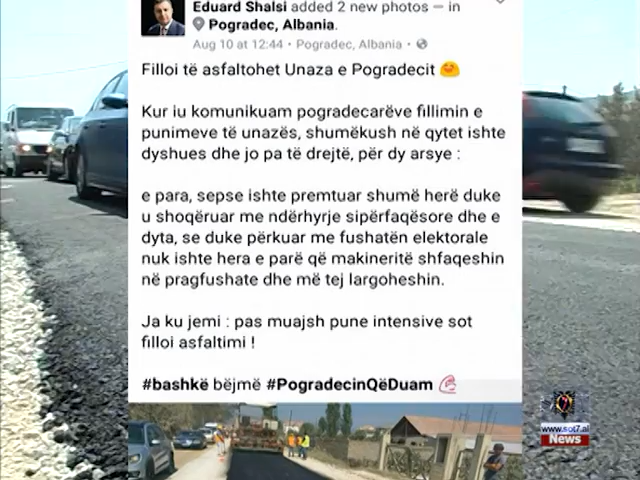 Eduard Shalsi added 2 new photos — in
Pogradec, Albania.
Aug 10 at 12:44 · Pogradec, Albania ·
Filloi të asfaltohet Unaza e Pogradecit
Kur iu komunikuam pogradecarëve fillimin e
punimeve të unazës, shumëkush në qytet ishte
dyshues dhe jo pa të drejtë, për dy arsye :
e para, sepse ishte premtuar shumë herë duke
u shoqëruar me ndërhyrje sipërfaqësore dhe e
dyta, se duke përkuar me fushatën elektorale
nuk ishte hera e parë që makineritë shfaqeshin
në pragfushate dhe më tej largoheshin.
Ja ku jemi : pas muajsh pune intensive sot
filloi asfaltimi !
#bashkë bëjmë #PogradecinQëDuam
www.sot7.al
News